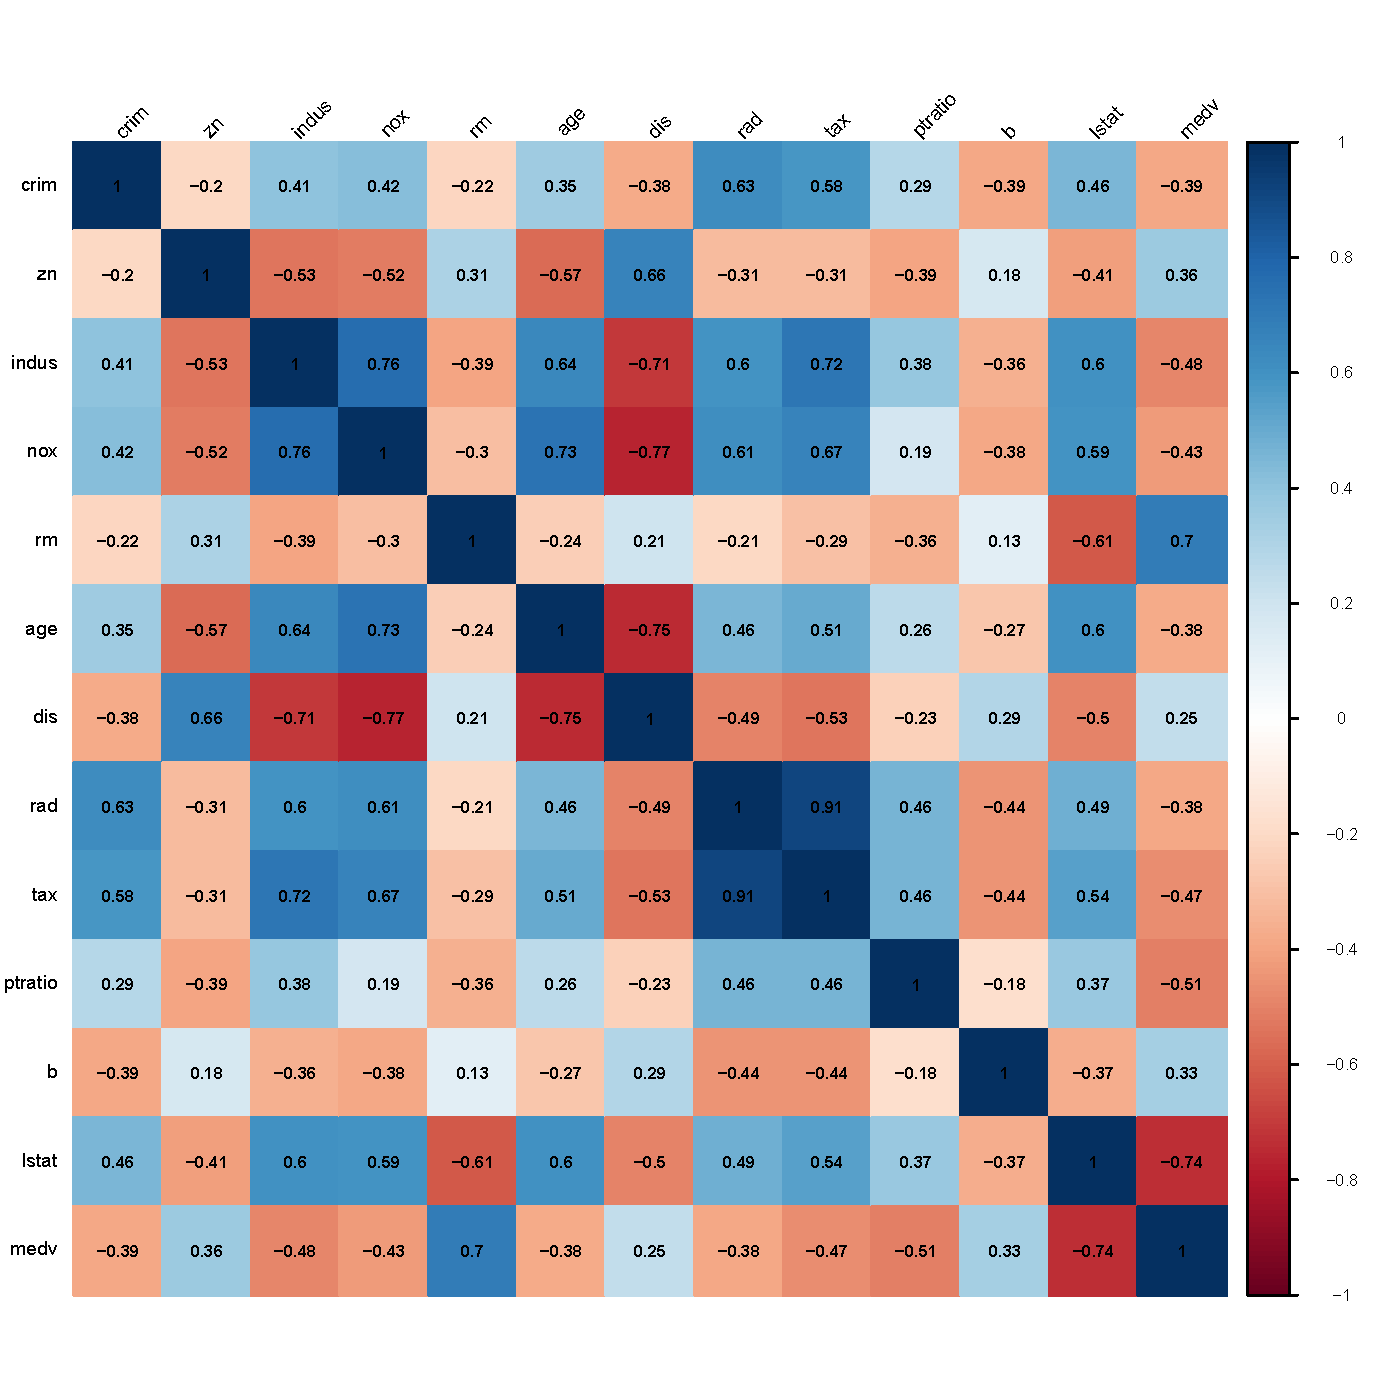 crim zn indus nox rm age dis rad tax ptratio b lstat medv
1
crim 1 −0.2 0.41 0.42 −0.22 0.35 −0.38 0.63 0.58 0.29 −0.39 0.46 −0.39
0.8
zn −0.2 1 −0.53 −0.52 0.31 −0.57 0.66 −0.31 −0.31 −0.39 0.18 −0.41 0.36
indus 0.41 −0.53 1 0.76 −0.39 0.64 −0.71 0.6 0.72 0.38 −0.36 0.6 −0.48
0.6
nox 0.42 −0.52 0.76 1 −0.3 0.73 −0.77 0.61 0.67 0.19 −0.38 0.59 −0.43
0.4
rm −0.22 0.31 −0.39 −0.3 1 −0.24 0.21 −0.21 −0.29 −0.36 0.13 −0.61 0.7
0.2
age 0.35 −0.57 0.64 0.73 −0.24 1 −0.75 0.46 0.51 0.26 −0.27 0.6 −0.38
dis −0.38 0.66 −0.71 −0.77 0.21 −0.75 1 −0.49 −0.53 −0.23 0.29 −0.5 0.25
0
rad 0.63 −0.31 0.6 0.61 −0.21 0.46 −0.49 1 0.91 0.46 −0.44 0.49 −0.38
−0.2
tax 0.58 −0.31 0.72 0.67 −0.29 0.51 −0.53 0.91 1 0.46 −0.44 0.54 −0.47
−0.4
ptratio 0.29 −0.39 0.38 0.19 −0.36 0.26 −0.23 0.46 0.46 1 −0.18 0.37 −0.51
−0.6
b −0.39 0.18 −0.36 −0.38 0.13 −0.27 0.29 −0.44 −0.44 −0.18 1 −0.37 0.33
lstat 0.46 −0.41 0.6 0.59 −0.61 0.6 −0.5 0.49 0.54 0.37 −0.37 1 −0.74
−0.8
medv −0.39 0.36 −0.48 −0.43 0.7 −0.38 0.25 −0.38 −0.47 −0.51 0.33 −0.74 1
−1